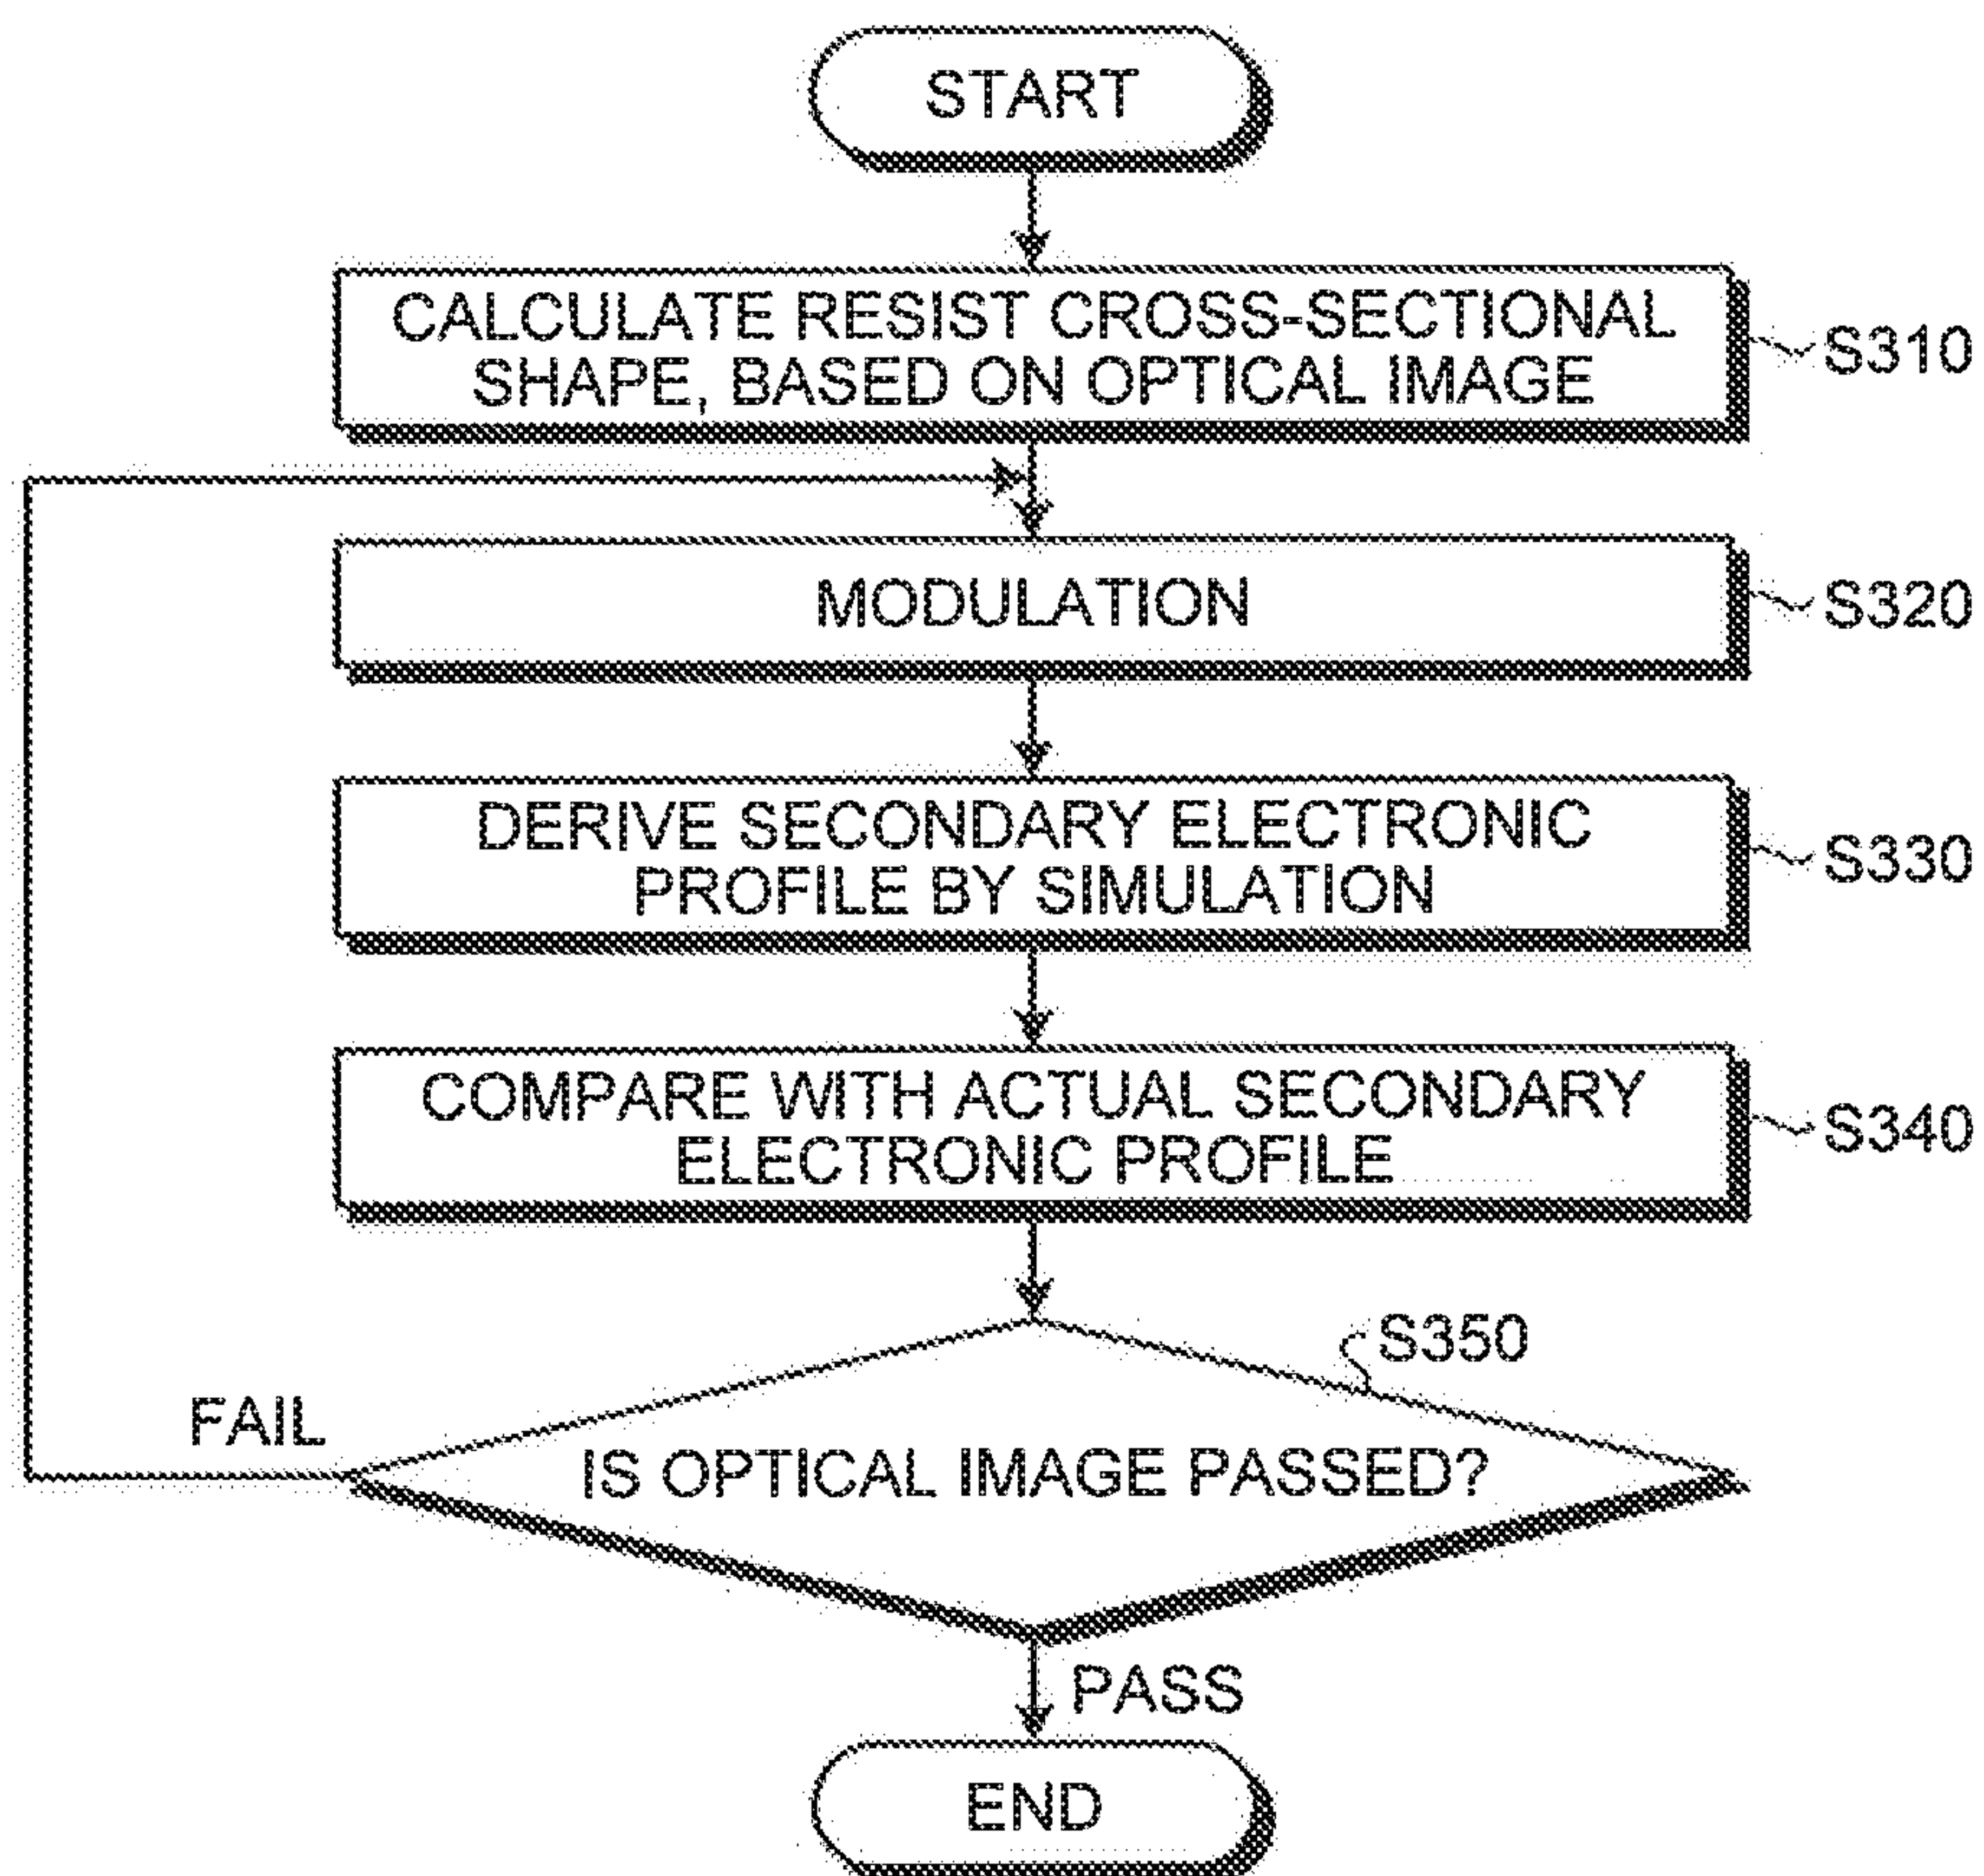 START
CALCULATE RESIST CROSS-SECTIONAL
SHAPE, BASED ON OPTICAL IMAGE
S310
MODULATION
S320
DERIVE SECONDARY ELECTRONIC
PROFILE BY SIMULATION
S330
COMPARE WITH ACTUAL SECONDARY
ELECTRONIC PROFILE
S340
S350
FAIL
IS OPTICAL IMAGE PASSED?
PASS
END